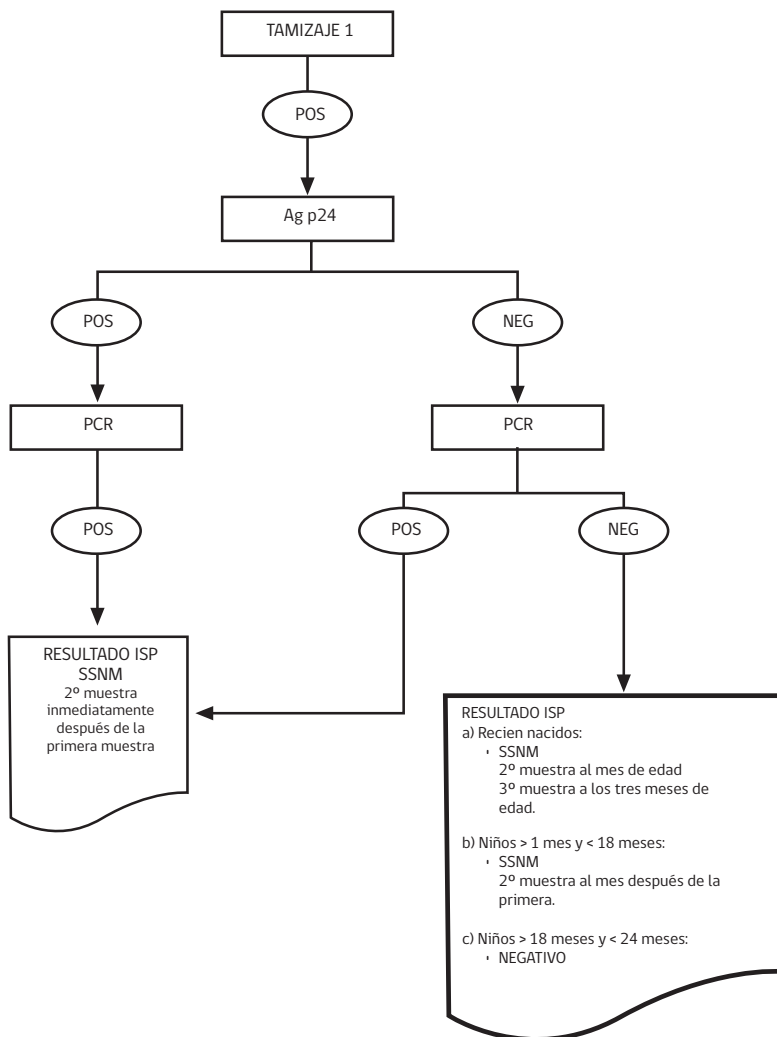 TAMIZAJE 1
POS
Ag p24
POS
NEG
PCR
PCR
POS
POS
NEG
RESULTADO ISP
SSNM
2º muestra
inmediatamente
después de la
primera muestra
RESULTADO ISP
a) Recien nacidos:
· SSNM
2º muestra al mes de edad
3º muestra a los tres meses de
edad.
b) Niños > 1 mes y < 18 meses:
· SSNM
2º muestra al mes después de la
primera.
c) Niños > 18 meses y < 24 meses:
· NEGATIVO